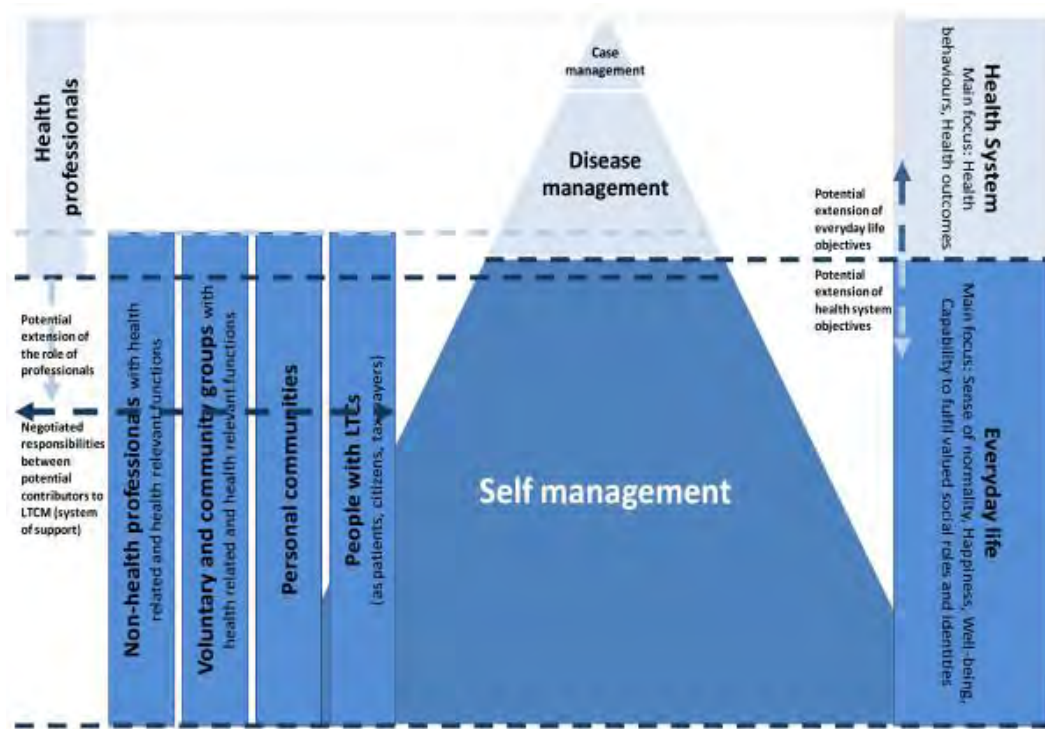 Health
professionals
Potential
extension of
the role of
professionals
Negotiated
responsibilities
between
potential
contributors to
LTCM (system
of support)
Non-health professionals with health
related and health relevant functions
Voluntary and community groups with
health related and health relevant functions
Personal communities
People with LTCs
(as patients, citizens, tax payers)
Case
management
Disease
management
Self management
Potential
extension of
everyday life
objectives
Potential
extension of
health system
objectives
Health System
Main focus: Health
behaviours, Health outcomes
Everyday life
Main focus: Sense of normality, Happiness, Well-being,
Capability to fulfil valued social roles and identities